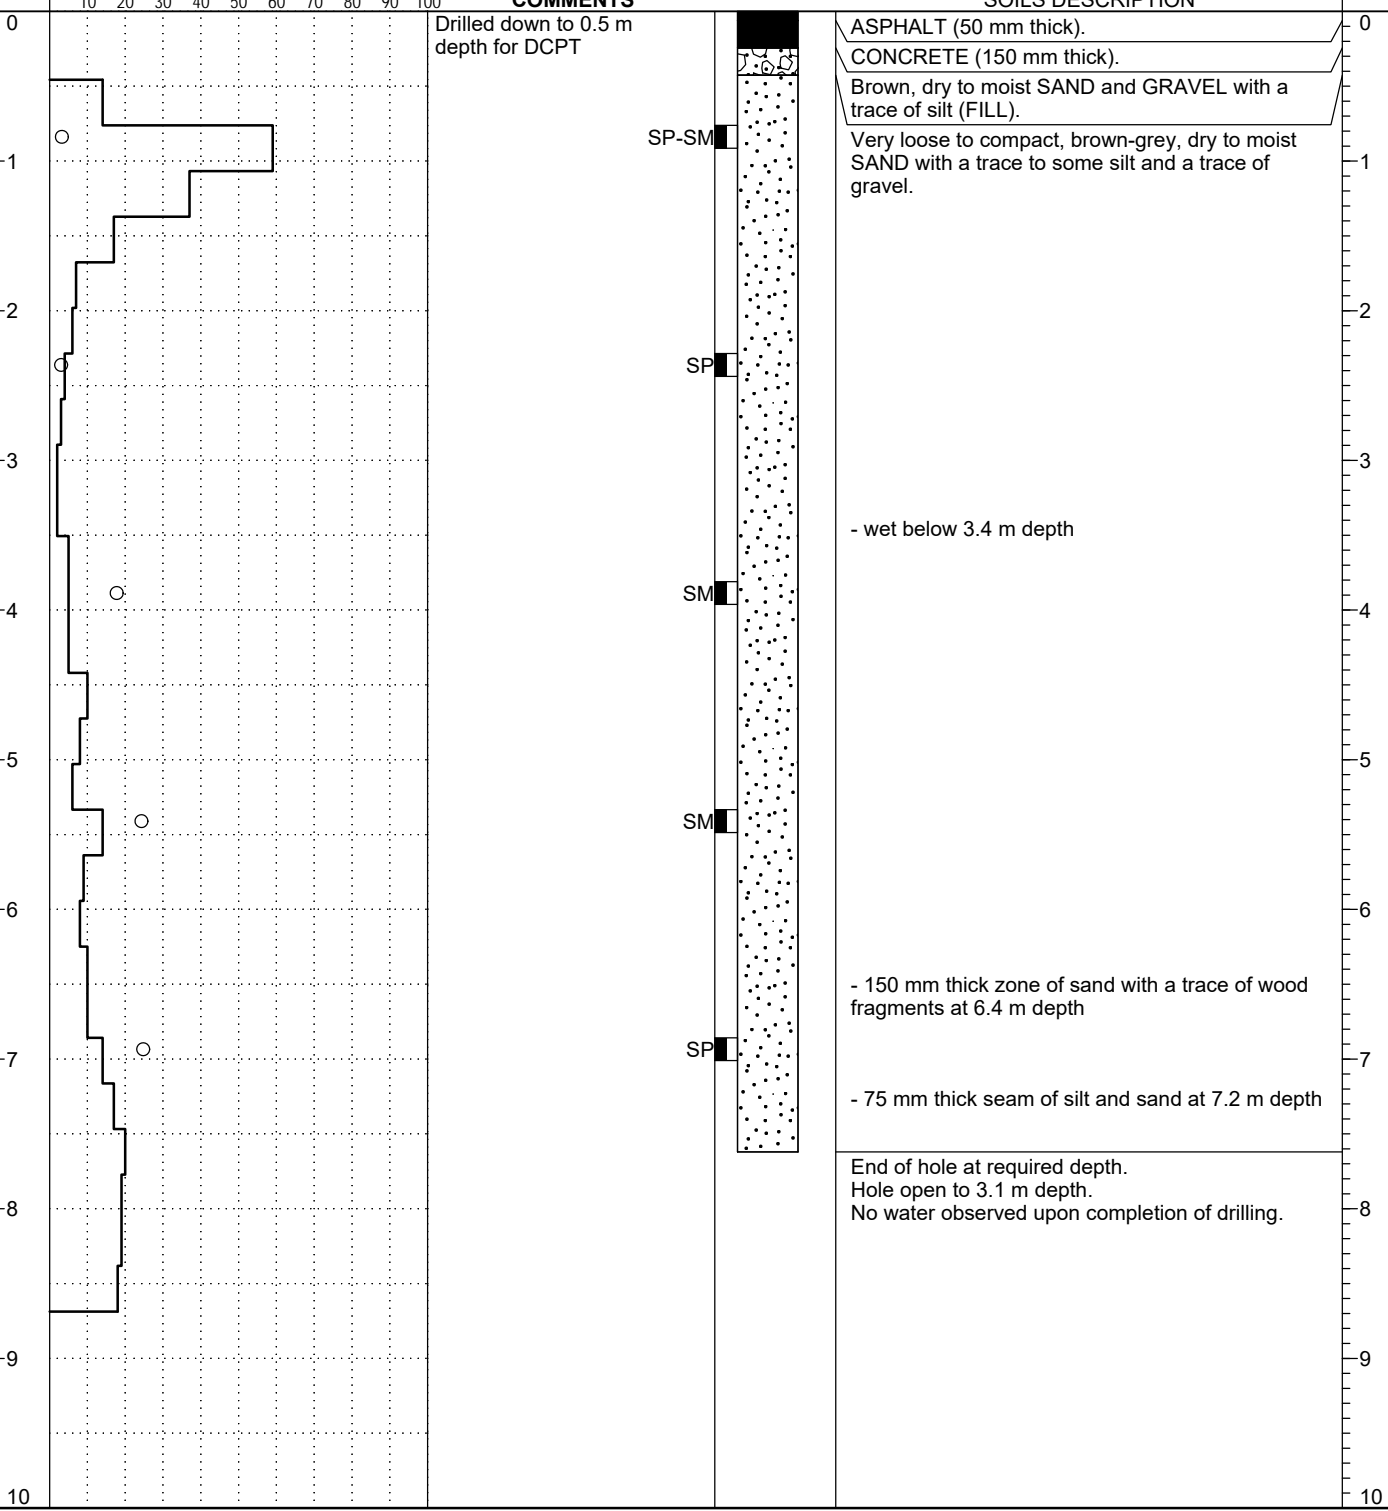 10 20 30 40 50 60 70 80 90 100
COMMENTS
SOILS DESCRIPTION
0
Drilled down to 0.5 m
depth for DCPT
ASPHALT (50 mm thick).
0
CONCRETE (150 mm thick).
Brown, dry to moist SAND and GRAVEL with a
trace of silt (FILL).
SP-SM
Very loose to compact, brown-grey, dry to moist
SAND with a trace to some silt and a trace of
gravel.
1
1
2
2
SP
3
3
- wet below 3.4 m depth
SM
4
4
5
5
SM
6
6
- 150 mm thick zone of sand with a trace of wood
fragments at 6.4 m depth
SP
7
7
- 75 mm thick seam of silt and sand at 7.2 m depth
End of hole at required depth.
Hole open to 3.1 m depth.
No water observed upon completion of drilling.
8
8
9
9
10
10